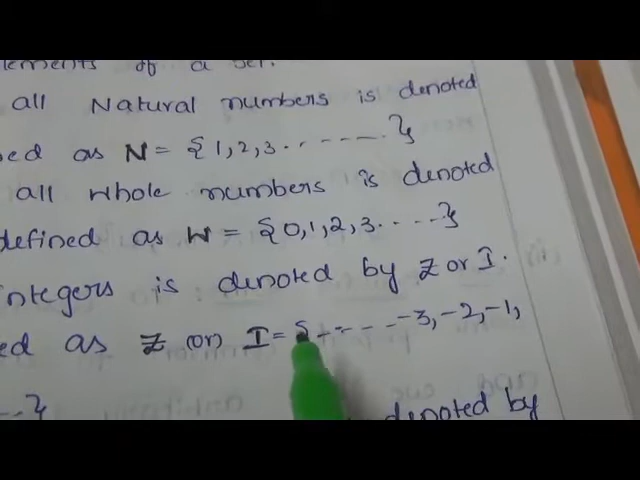 elements of a set.
all Natural numbers is denoted
ed as N = {1,2,3.......}
all whole numbers is denoted
defined as W = {0,1,2,3.....}
integers is denoted by Z or I.
ed as Z or I = {.......-3,-2,-1,
...}
denoted by